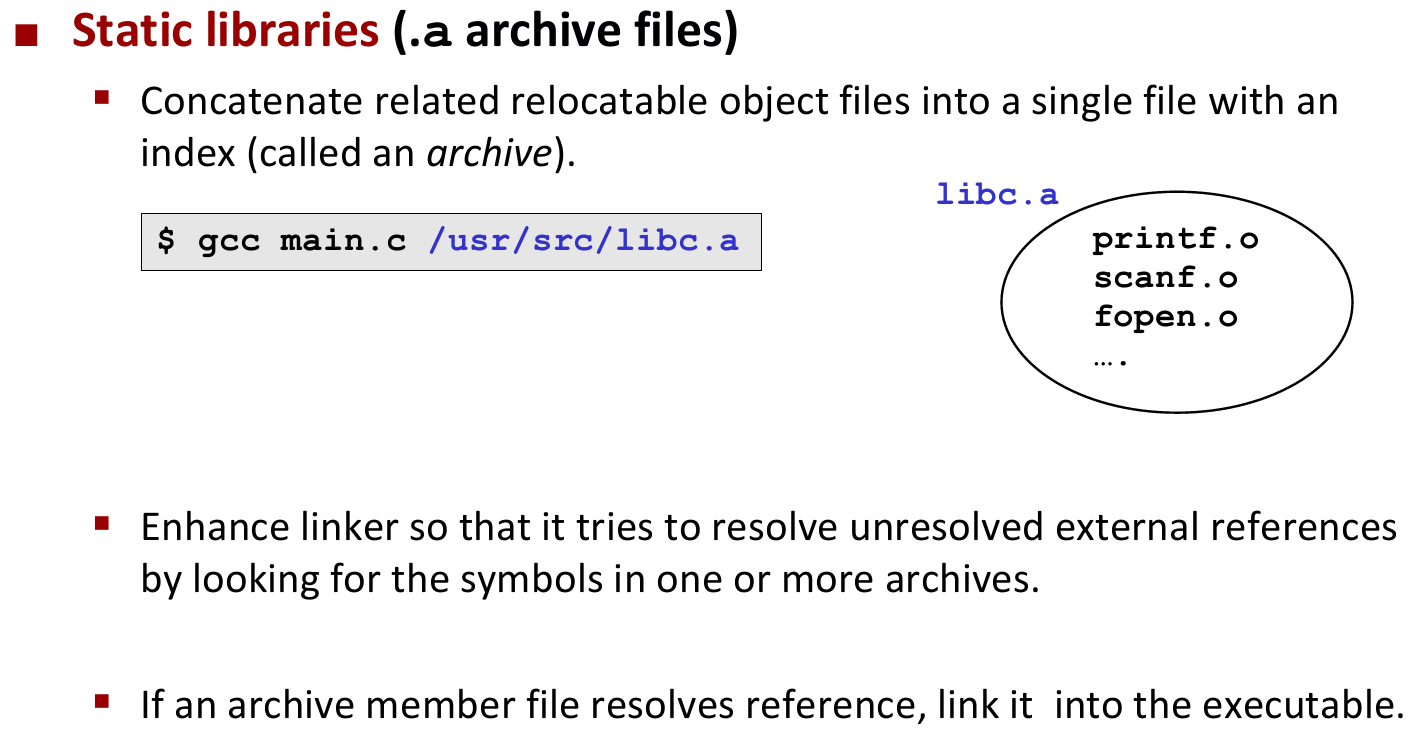 Static libraries (.a archive files)
Concatenate related relocatable object files into a single file with an
index (called an archive).
libc.a
$ gcc main.c /usr/src/libc.a
printf.o
scanf.o
fopen.o
….
Enhance linker so that it tries to resolve unresolved external references
by looking for the symbols in one or more archives.
If an archive member file resolves reference, link it  into the executable.